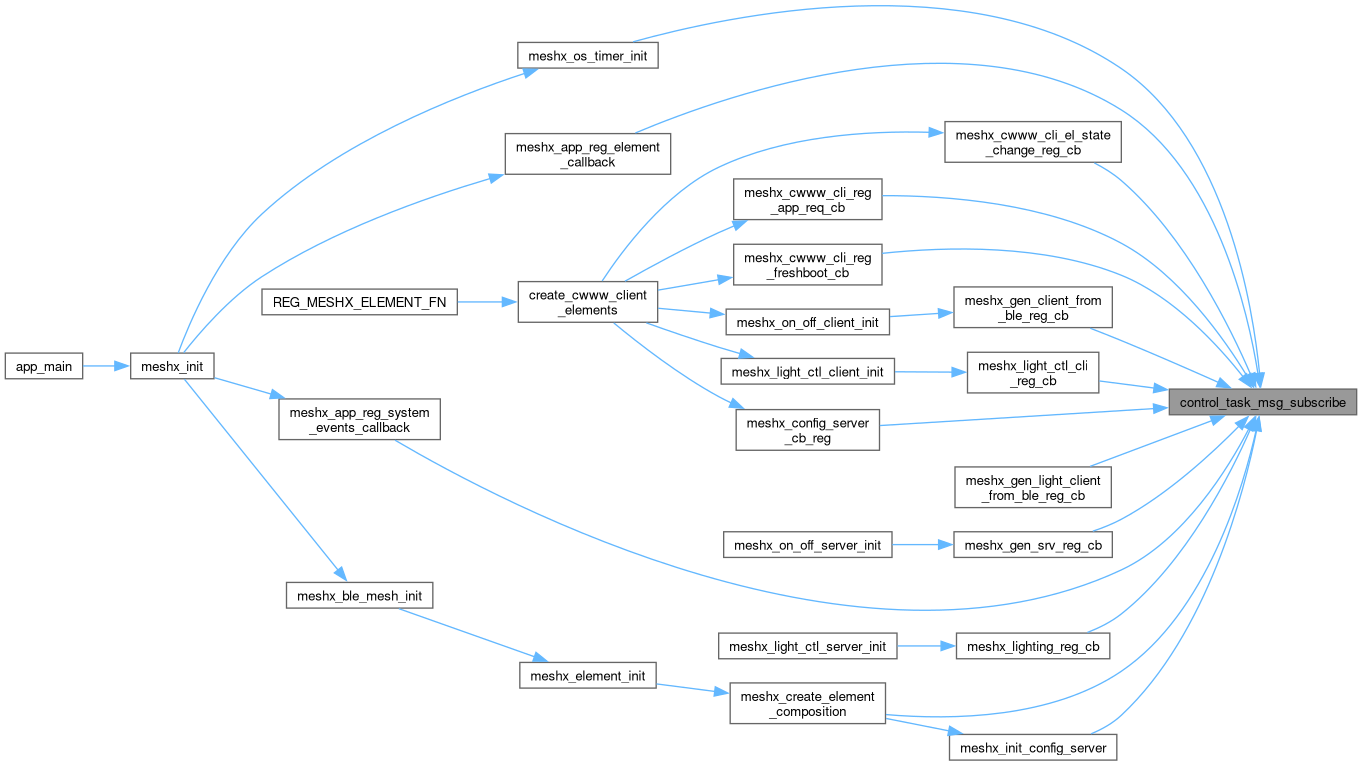 meshx_os_timer_init
meshx_app_reg_element
_callback
meshx_cwww_cli_el_state
_change_reg_cb
meshx_cwww_cli_reg
_app_req_cb
meshx_cwww_cli_reg
_freshboot_cb
REG_MESHX_ELEMENT_FN
create_cwww_client
_elements
meshx_gen_client_from
_ble_reg_cb
meshx_on_off_client_init
app_main
meshx_init
meshx_light_ctl_client_init
meshx_light_ctl_cli
_reg_cb
control_task_msg_subscribe
meshx_app_reg_system
_events_callback
meshx_config_server
_cb_reg
meshx_gen_light_client
_from_ble_reg_cb
meshx_on_off_server_init
meshx_gen_srv_reg_cb
meshx_ble_mesh_init
meshx_light_ctl_server_init
meshx_lighting_reg_cb
meshx_element_init
meshx_create_element
_composition
meshx_init_config_server